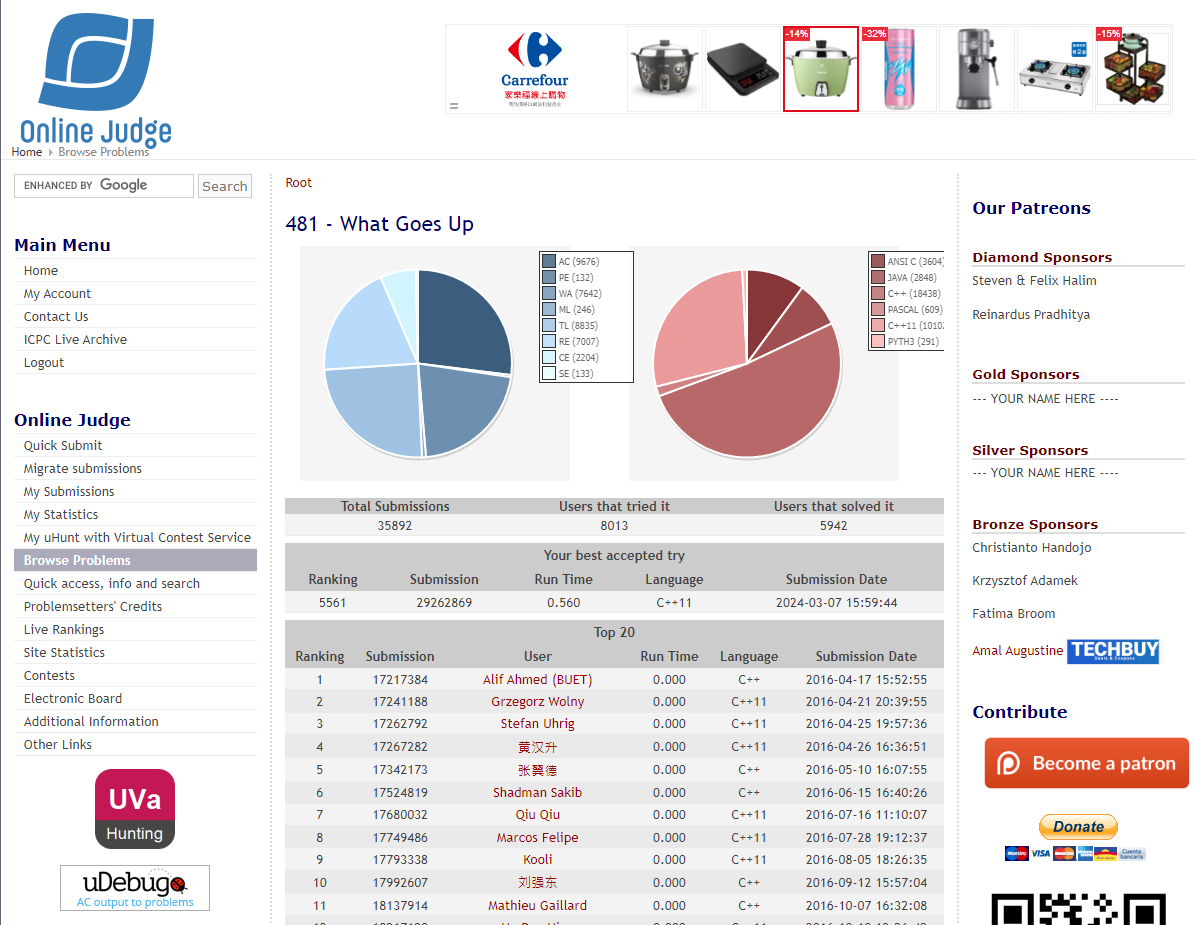 Online Judge
Home Browse Problems
Carrefour
家樂福線上購物
-14%
-32%
-15%
ENHANCED BY Google
Search
Main Menu
Home
My Account
Contact Us
ICPC Live Archive
Logout
Online Judge
Quick Submit
Migrate submissions
My Submissions
My Statistics
My uHunt with Virtual Contest Service
Browse Problems
Quick access, info and search
Problemsetters' Credits
Live Rankings
Site Statistics
Contests
Electronic Board
Additional Information
Other Links
UVa
Hunting
uDebug
AC output to problems
Root
481 - What Goes Up
AC (9676)
PE (132)
WA (7642)
ML (246)
TL (8835)
RE (7007)
CE (2204)
SE (133)
ANSI C (3604)
JAVA (2848)
C++ (18438)
PASCAL (609)
C++11 (10102
PYTH3 (291)
Total Submissions Users that tried it Users that solved it
35892 8013 5942
Your best accepted try
Ranking Submission Run Time Language Submission Date
5561 29262869 0.560 C++11 2024-03-07 15:59:44
Top 20
Ranking Submission User Run Time Language Submission Date
1 17217384 Alif Ahmed (BUET) 0.000 C++ 2016-04-17 15:52:55
2 17241188 Grzegorz Wolny 0.000 C++11 2016-04-21 20:39:55
3 17262792 Stefan Uhrig 0.000 C++11 2016-04-25 19:57:36
4 17267282 黄汉升 0.000 C++11 2016-04-26 16:36:51
5 17342173 张翼德 0.000 C++ 2016-05-10 16:07:55
6 17524819 Shadman Sakib 0.000 C++ 2016-06-15 16:40:26
7 17680032 Qiu Qiu 0.000 C++11 2016-07-16 11:10:07
8 17749486 Marcos Felipe 0.000 C++11 2016-07-28 19:12:37
9 17793338 Kooli 0.000 C++11 2016-08-05 18:26:35
10 17992607 刘强东 0.000 C++ 2016-09-12 15:57:04
11 18137914 Mathieu Gaillard 0.000 C++ 2016-10-07 16:32:08
Our Patreons
Diamond Sponsors
Steven & Felix Halim
Reinardus Pradhitya
Gold Sponsors
--- YOUR NAME HERE ----
Silver Sponsors
--- YOUR NAME HERE ----
Bronze Sponsors
Christianto Handojo
Krzysztof Adamek
Fatima Broom
Amal Augustine TECHBUY
Deals & Coupons
Contribute
Become a patron
Donate
Maestro VISA
Cuenta
bancaria